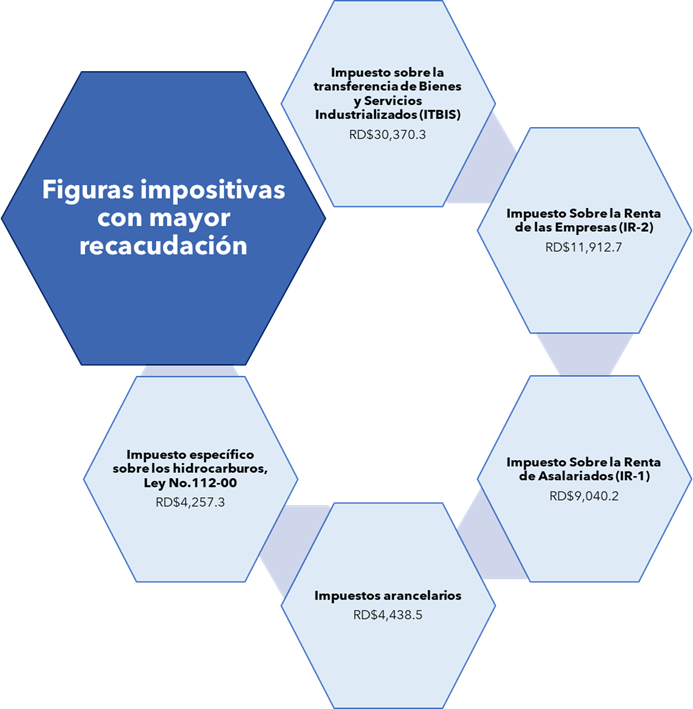 Figuras impositivas
con mayor
recacudación
Impuesto sobre la
transferencia de Bienes
y Servicios
Industrializados (ITBIS)
RD$30,370.3
Impuesto Sobre la Renta
de las Empresas (IR-2)
RD$11,912.7
Impuesto Sobre la Renta
de Asalariados (IR-1)
RD$9,040.2
Impuestos arancelarios
RD$4,438.5
Impuesto específico
sobre los hidrocarburos,
Ley No.112-00
RD$4,257.3